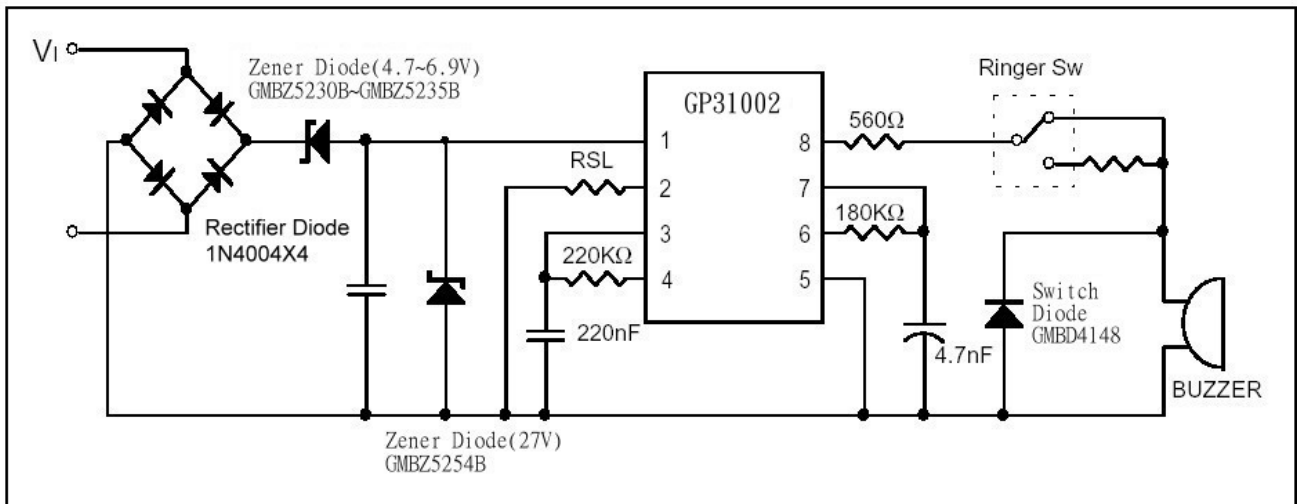 VI
Zener Diode(4.7~6.9V)
GMBZ5230B~GMBZ5235B
Rectifier Diode
1N4004X4
Zener Diode(27V)
GMBZ5254B
RSL
220KΩ
220nF
GP31002
1
2
3
4
8
7
6
5
560Ω
180KΩ
4.7nF
Ringer Sw
Switch
Diode
GMBD4148
BUZZER